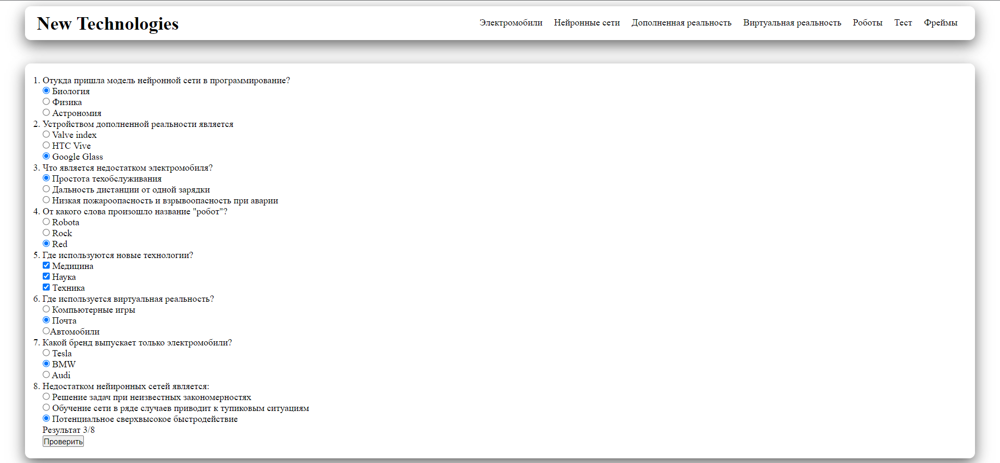 New Technologies
Электромобили Нейронные сети Дополненная реальность Виртуальная реальность Роботы Тест Фреймы
1. Отукда пришла модель нейронной сети в программирование?
Биология
Физика
Астрономия
2. Устройством дополненной реальности является
Valve index
HTC Vive
Google Glass
3. Что является недостатком электромобиля?
Простота техобслуживания
Дальность дистанции от одной зарядки
Низкая пожароопасность и взрывоопасность при аварии
4. От какого слова произошло название "робот"?
Robota
Rock
Red
5. Где используются новые технологии?
Медицина
Наука
Техника
6. Где используется виртуальная реальность?
Компьютерные игры
Почта
Автомобили
7. Какой бренд выпускает только электромобили?
Tesla
BMW
Audi
8. Недостатком нейиронных сетей является:
Решение задач при неизвестных закономерностях
Обучение сети в ряде случаев приводит к тупиковым ситуациям
Потенциальное сверхвысокое быстродействие
Результат 3/8
Проверить